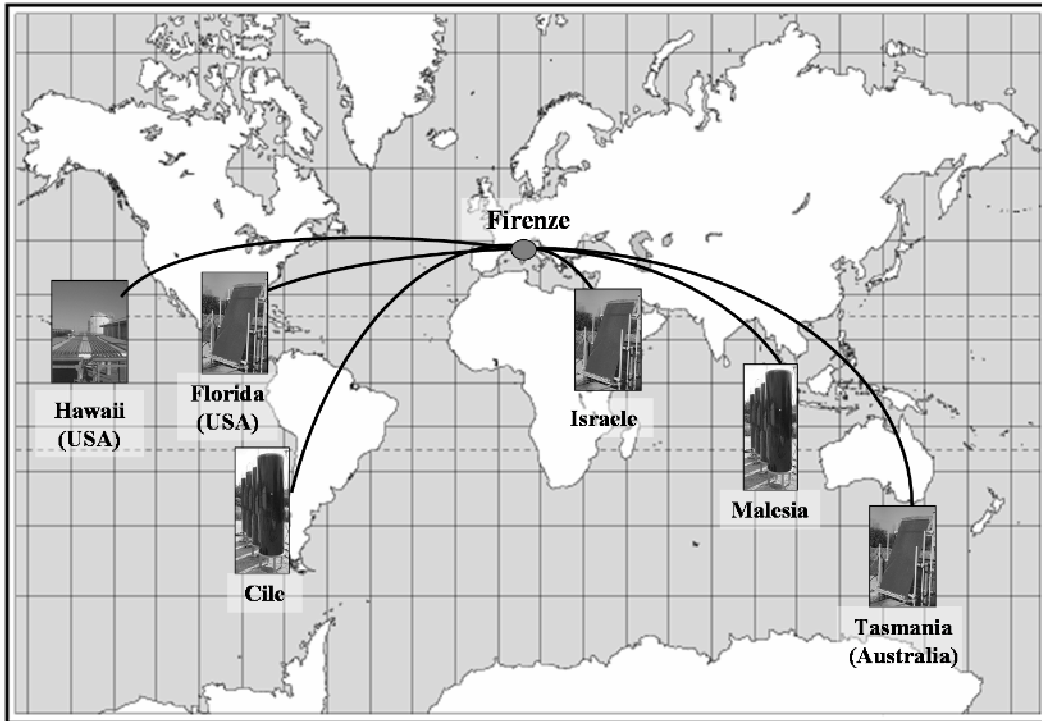 Firenze
Hawaii
(USA)
Florida
(USA)
Israele
Cile
Malesia
Tasmania
(Australia)